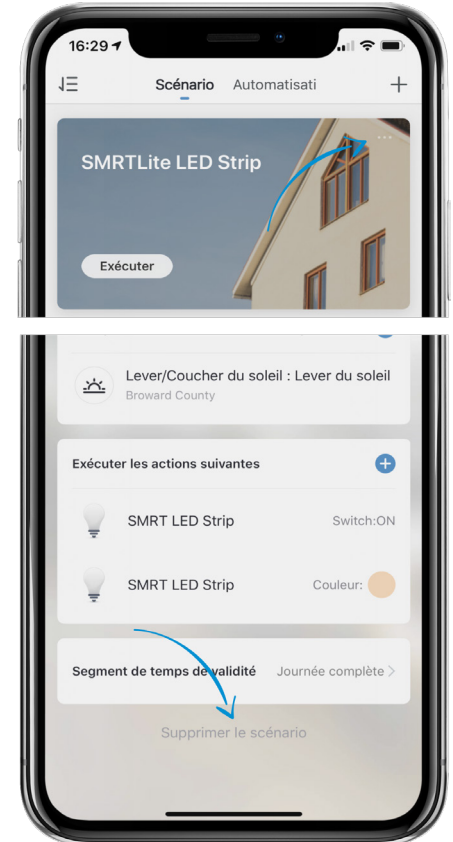 16:29
Scénario Automatisati
SMRTLite LED Strip
Exécuter
Lever/Coucher du soleil : Lever du soleil
Broward County
Exécuter les actions suivantes
SMRT LED Strip Switch:ON
SMRT LED Strip Couleur:
Segment de temps de validité Journée complète
Supprimer le scénario